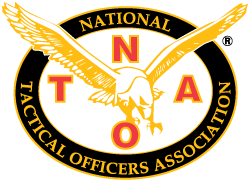 NATIONAL
N
T A
O
®
TACTICAL OFFICERS ASSOCIATION